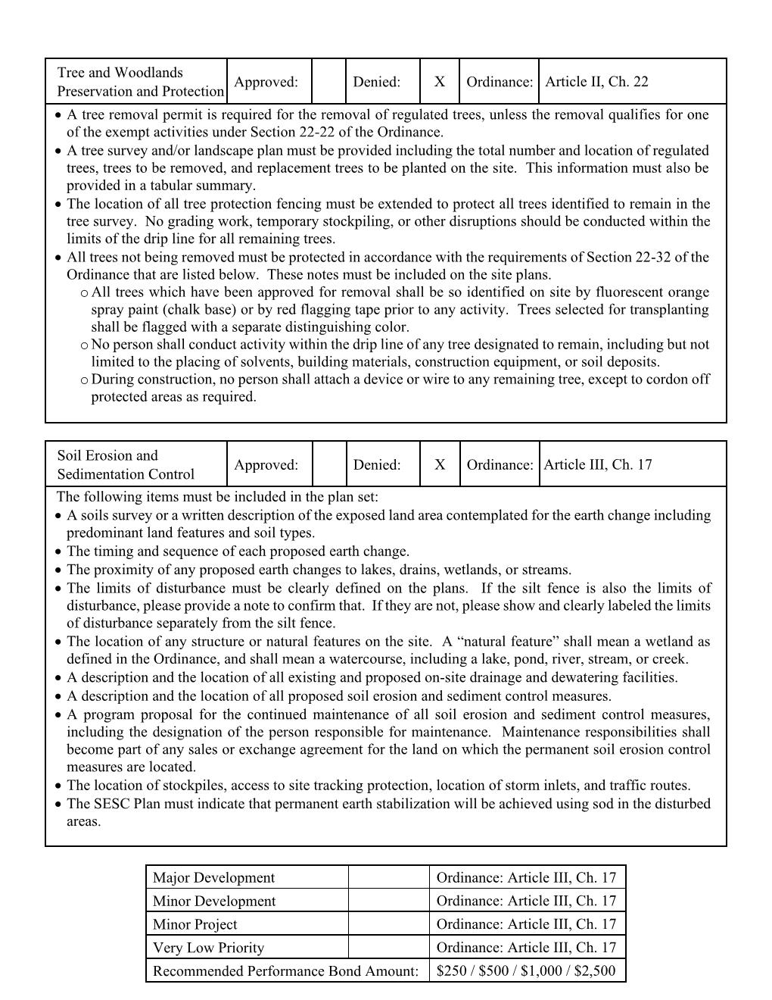 Tree and Woodlands
Preservation and Protection Approved: Denied: X Ordinance: Article II, Ch. 22
• A tree removal permit is required for the removal of regulated trees, unless the removal qualifies for one
of the exempt activities under Section 22-22 of the Ordinance.
• A tree survey and/or landscape plan must be provided including the total number and location of regulated
trees, trees to be removed, and replacement trees to be planted on the site. This information must also be
provided in a tabular summary.
• The location of all tree protection fencing must be extended to protect all trees identified to remain in the
tree survey. No grading work, temporary stockpiling, or other disruptions should be conducted within the
limits of the drip line for all remaining trees.
• All trees not being removed must be protected in accordance with the requirements of Section 22-32 of the
Ordinance that are listed below. These notes must be included on the site plans.
o All trees which have been approved for removal shall be so identified on site by fluorescent orange
spray paint (chalk base) or by red flagging tape prior to any activity. Trees selected for transplanting
shall be flagged with a separate distinguishing color.
o No person shall conduct activity within the drip line of any tree designated to remain, including but not
limited to the placing of solvents, building materials, construction equipment, or soil deposits.
o During construction, no person shall attach a device or wire to any remaining tree, except to cordon off
protected areas as required.
Soil Erosion and
Sedimentation Control Approved: Denied: X Ordinance: Article III, Ch. 17
The following items must be included in the plan set:
• A soils survey or a written description of the exposed land area contemplated for the earth change including
predominant land features and soil types.
• The timing and sequence of each proposed earth change.
• The proximity of any proposed earth changes to lakes, drains, wetlands, or streams.
• The limits of disturbance must be clearly defined on the plans. If the silt fence is also the limits of
disturbance, please provide a note to confirm that. If they are not, please show and clearly labeled the limits
of disturbance separately from the silt fence.
• The location of any structure or natural features on the site. A “natural feature” shall mean a wetland as
defined in the Ordinance, and shall mean a watercourse, including a lake, pond, river, stream, or creek.
• A description and the location of all existing and proposed on-site drainage and dewatering facilities.
• A description and the location of all proposed soil erosion and sediment control measures.
• A program proposal for the continued maintenance of all soil erosion and sediment control measures,
including the designation of the person responsible for maintenance. Maintenance responsibilities shall
become part of any sales or exchange agreement for the land on which the permanent soil erosion control
measures are located.
• The location of stockpiles, access to site tracking protection, location of storm inlets, and traffic routes.
• The SESC Plan must indicate that permanent earth stabilization will be achieved using sod in the disturbed
areas.
Major Development Ordinance: Article III, Ch. 17
Minor Development Ordinance: Article III, Ch. 17
Minor Project Ordinance: Article III, Ch. 17
Very Low Priority Ordinance: Article III, Ch. 17
Recommended Performance Bond Amount: $250 / $500 / $1,000 / $2,500